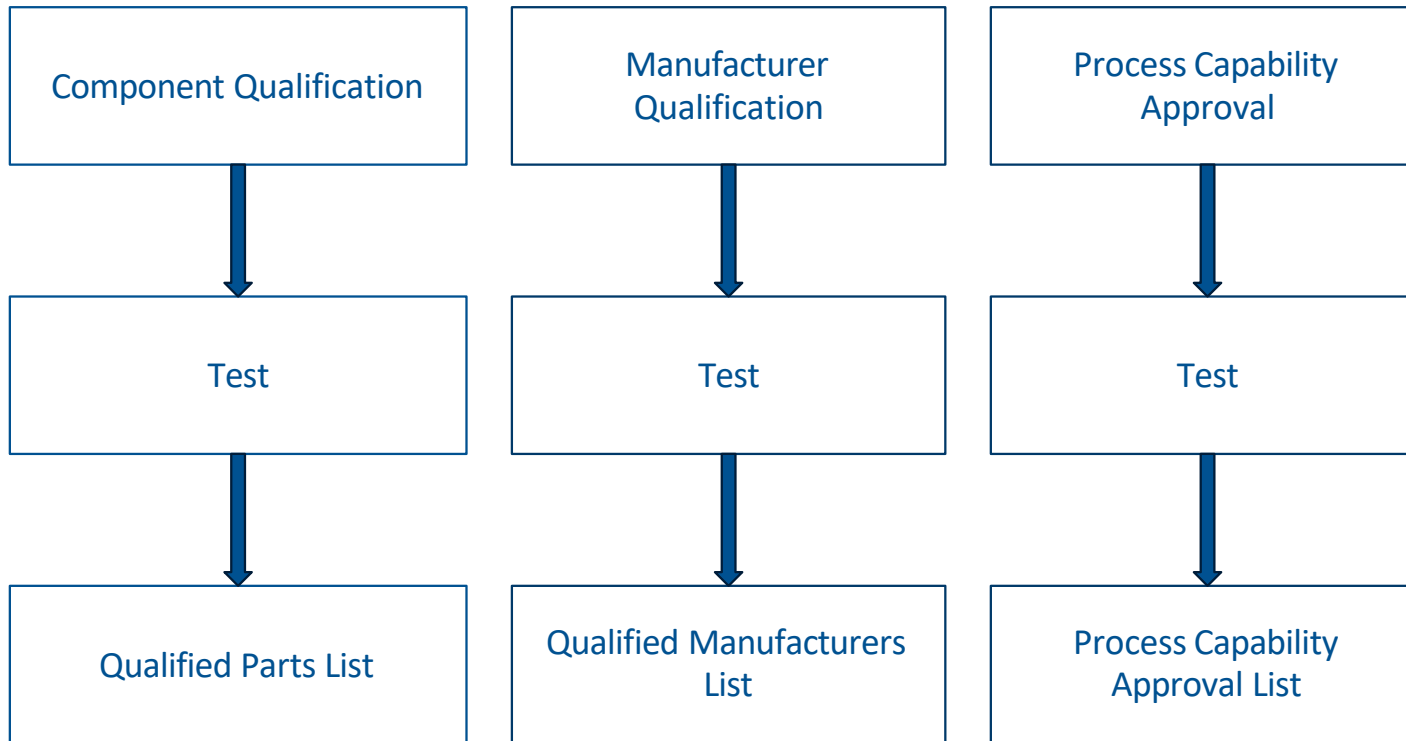 Component Qualification
Manufacturer
Qualification
Process Capability
Approval
Test
Test
Test
Qualified Parts List
Qualified Manufacturers
List
Process Capability
Approval List